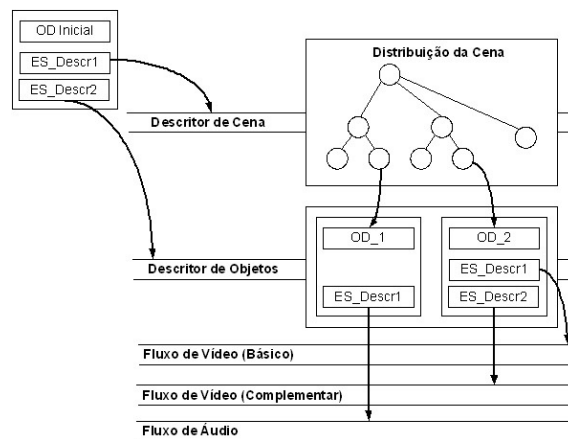 OD Inicial
ES_Descr1
ES_Descr2
Distribuição da Cena
Descritor de Cena
OD_1
OD_2
ES_Descr1
Descritor de Objetos
ES_Descr1
ES_Descr2
Fluxo de Vídeo (Básico)
Fluxo de Vídeo (Complementar)
Fluxo de Áudio